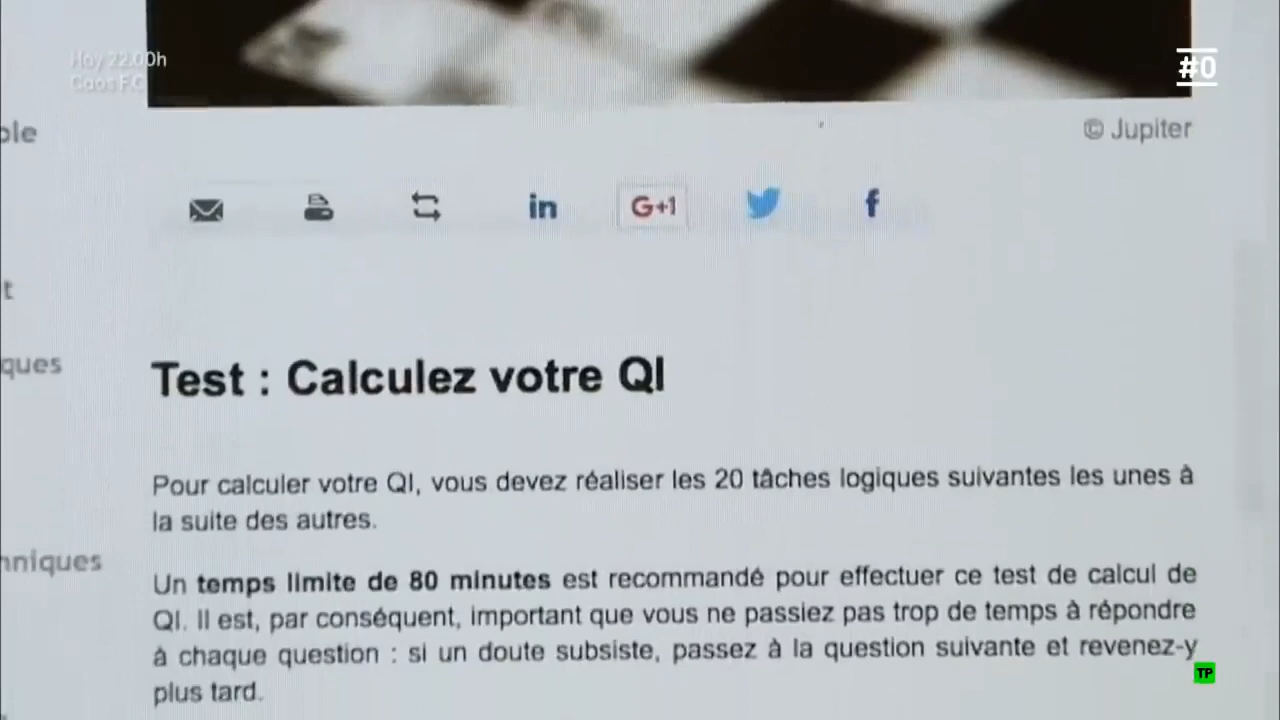 Hoy 22.00h
Caos F.C
#0
© Jupiter
in
G+1
f
Test : Calculez votre QI
Pour calculer votre QI, vous devez réaliser les 20 tâches logiques suivantes les unes à
la suite des autres.
Un temps limite de 80 minutes est recommandé pour effectuer ce test de calcul de
QI. Il est, par conséquent, important que vous ne passiez pas trop de temps à répondre
à chaque question : si un doute subsiste, passez à la question suivante et revenez-y
plus tard.
TP